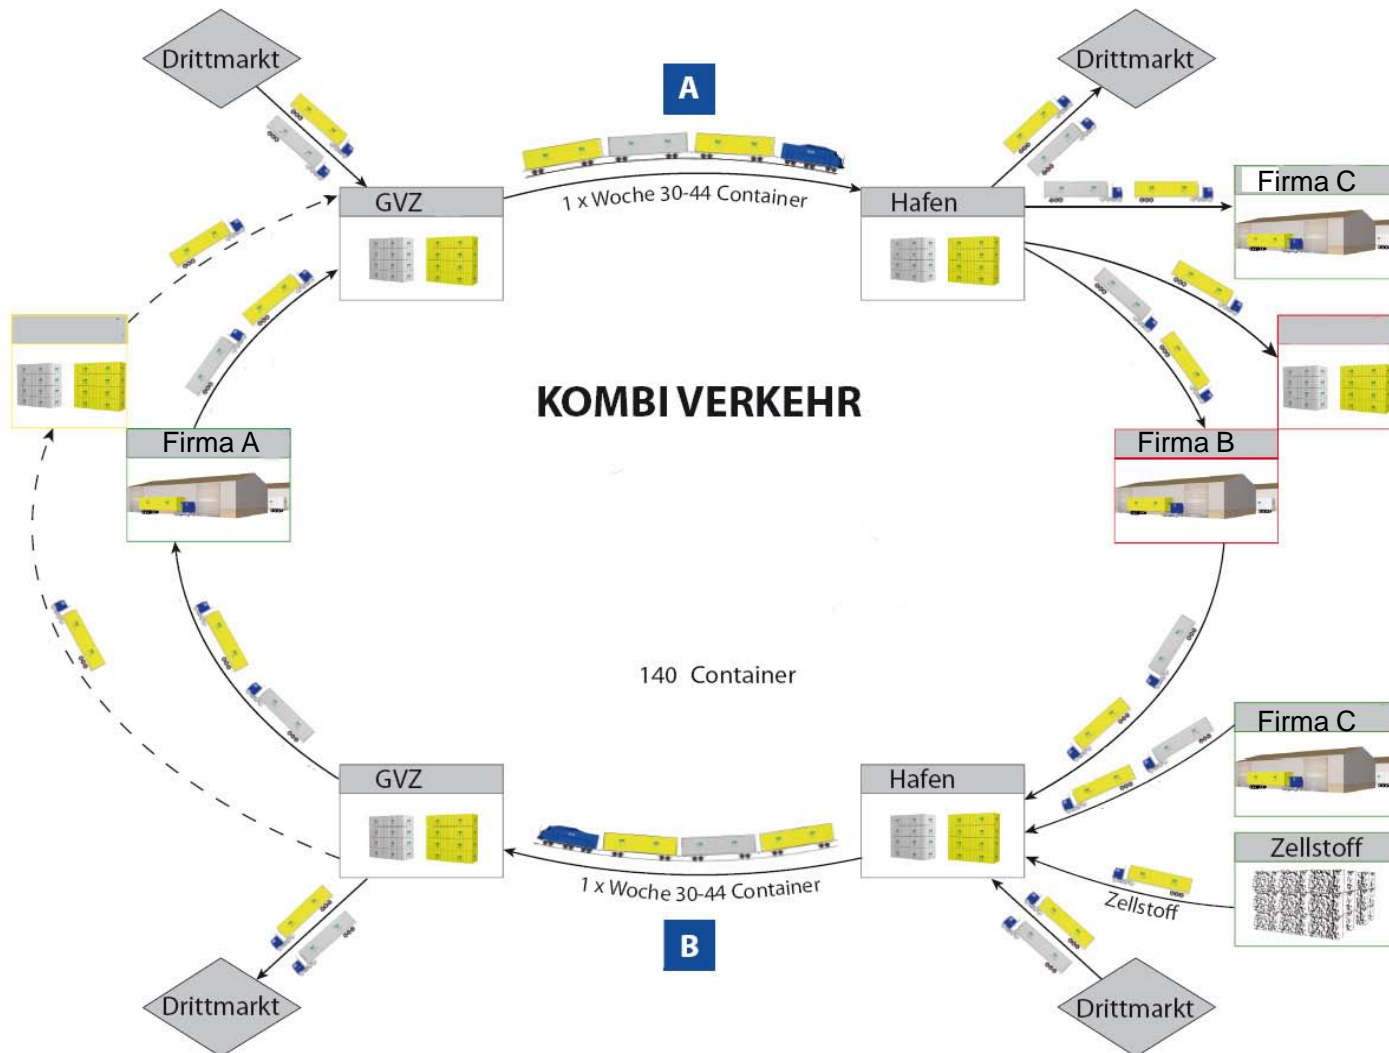 Drittmarkt
Drittmarkt
A
1 x Woche 30-44 Container
GVZ
Hafen
Firma C
KOMBI VERKEHR
Firma A
Firma B
140 Container
Firma C
GVZ
Hafen
Zellstoff
1 x Woche 30-44 Container
Zellstoff
B
Drittmarkt
Drittmarkt